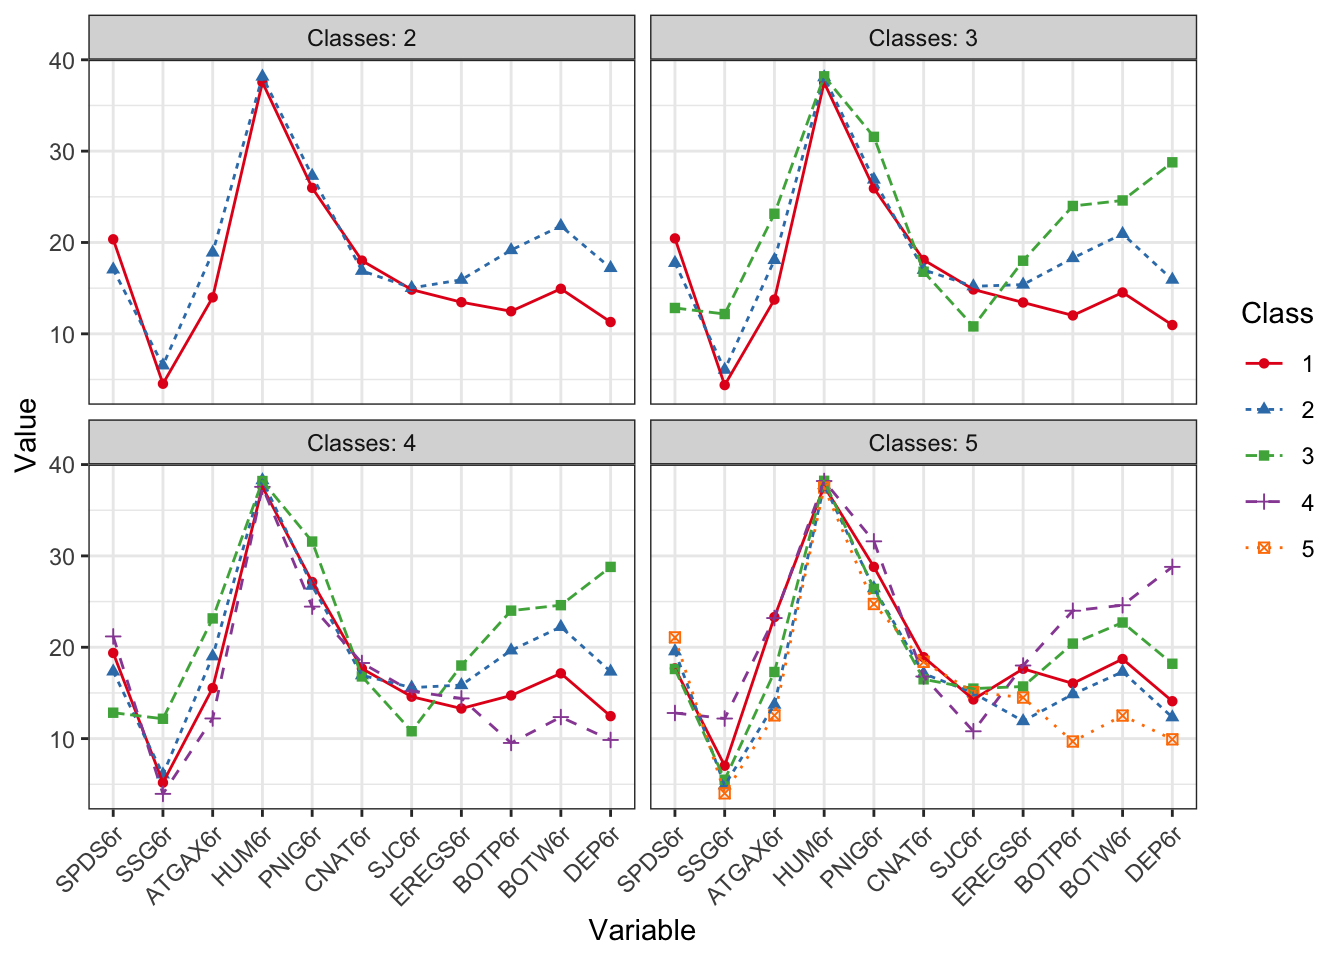 Classes: 2
Classes: 3
40
30
20
10
Classes: 4
Classes: 5
40
30
20
10
Value
SPDS6r
SSG6r
ATGAX6r
HUM6r
PNIG6r
CNAT6r
SJC6r
EREGS6r
BOTP6r
BOTW6r
DEP6r
SPDS6r
SSG6r
ATGAX6r
HUM6r
PNIG6r
CNAT6r
SJC6r
EREGS6r
BOTP6r
BOTW6r
DEP6r
Variable
Class
1
2
3
4
5